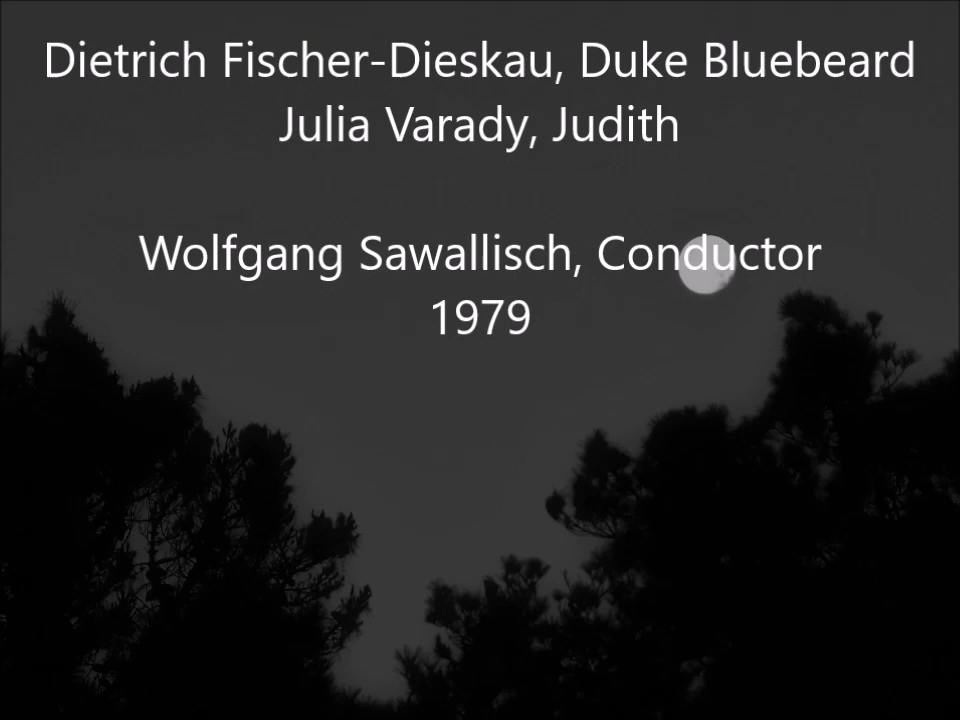 Dietrich Fischer-Dieskau, Duke Bluebeard
Julia Varady, Judith
Wolfgang Sawallisch, Conductor
1979